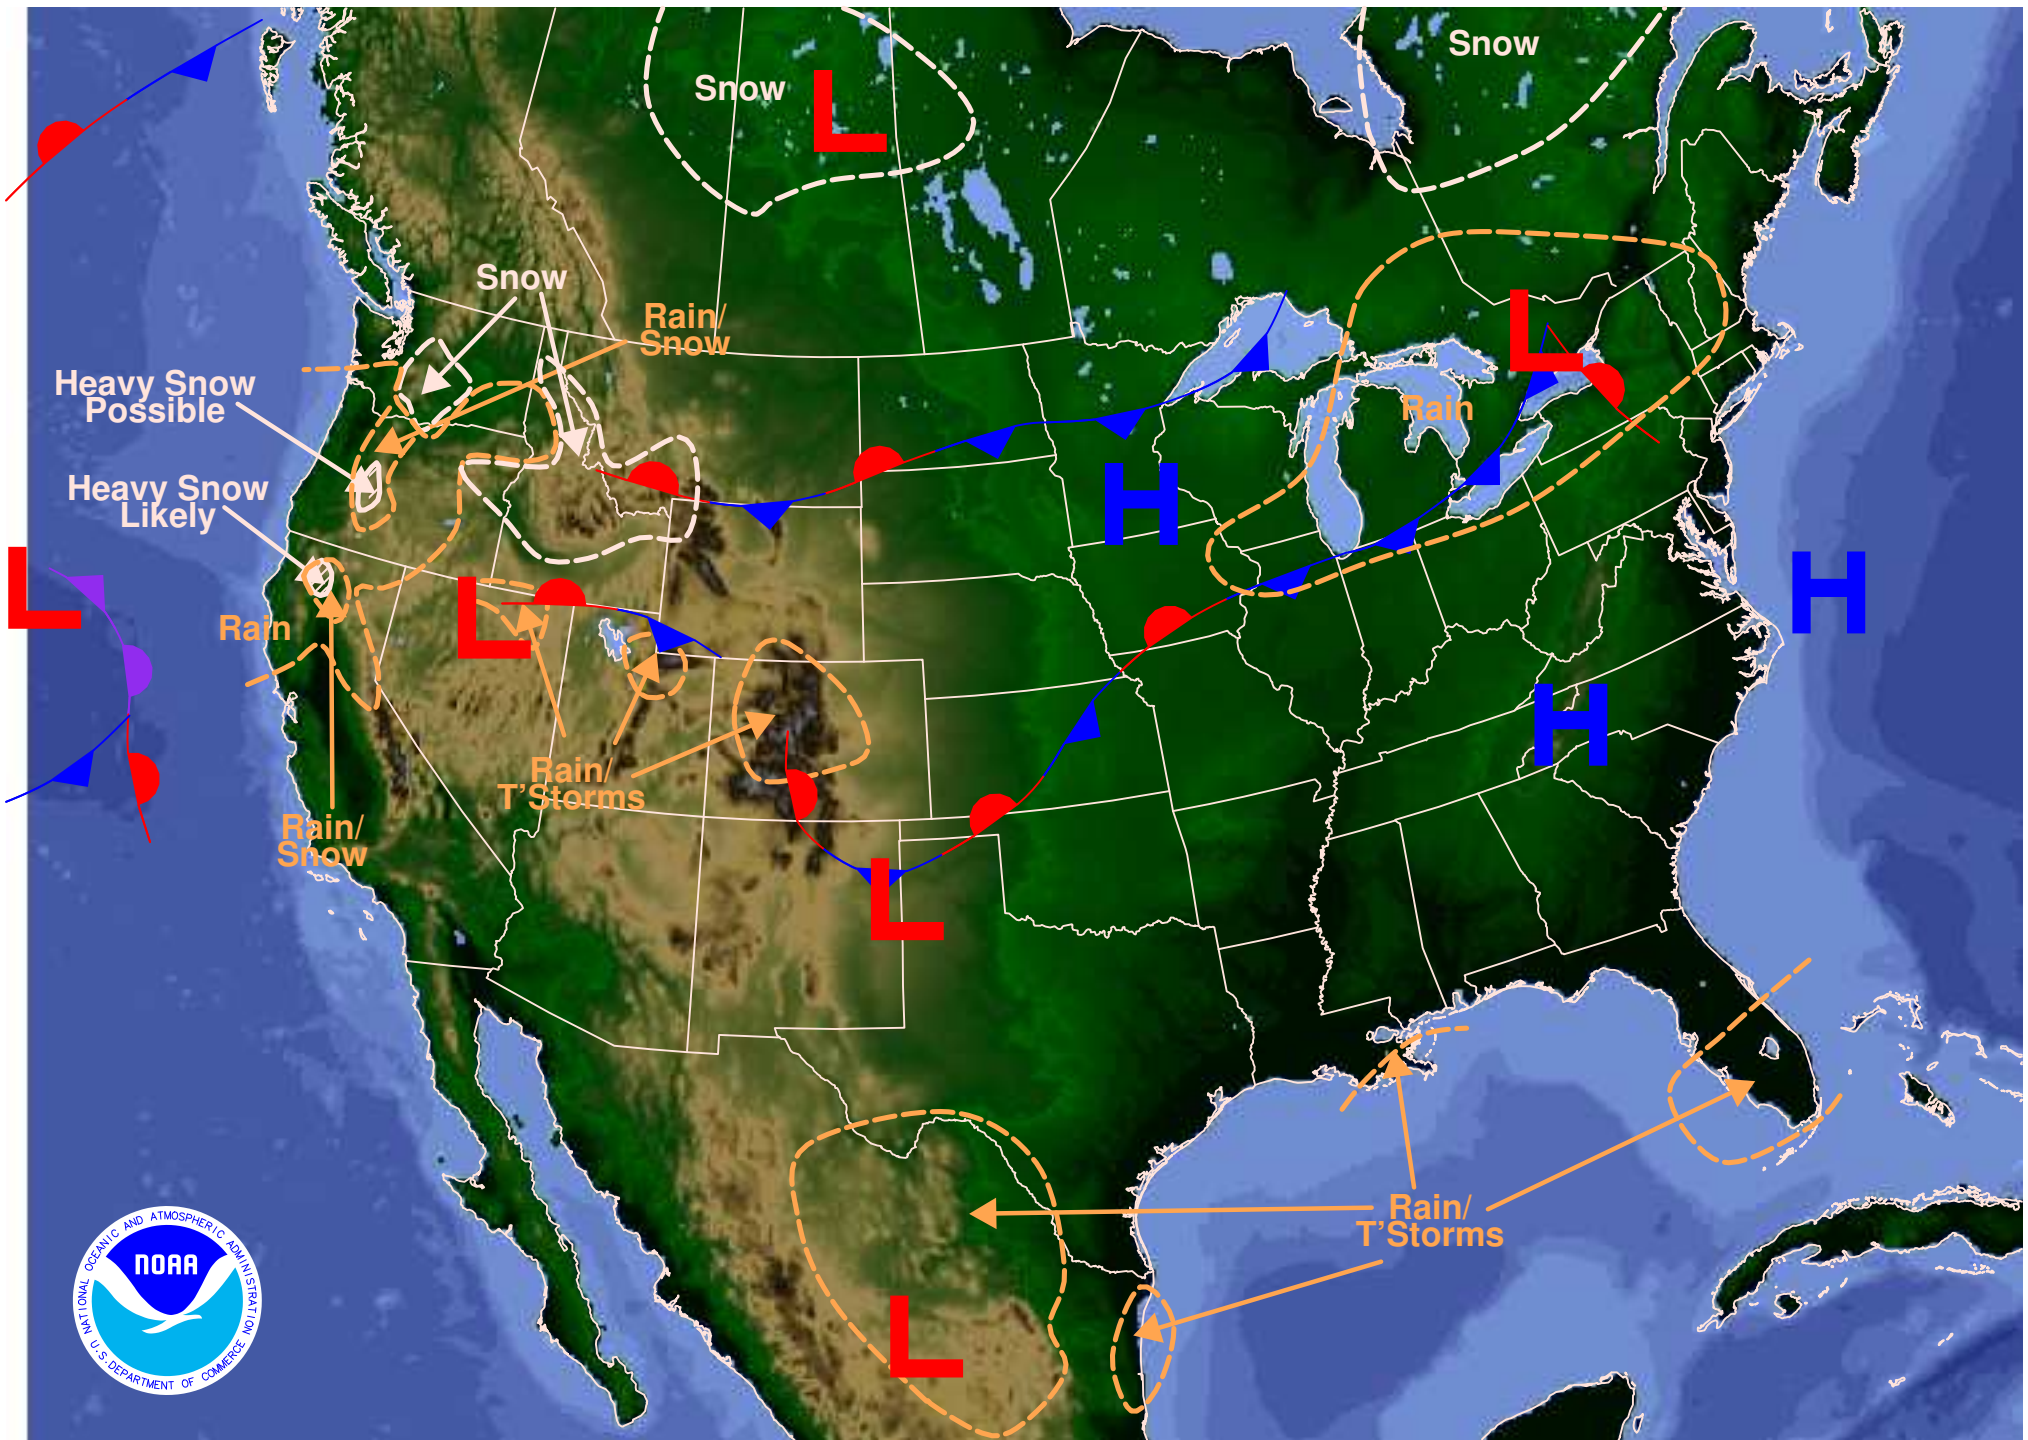 Snow
Snow
L
Snow
Rain/
Snow
L
Heavy Snow
Possible
Rain
Heavy Snow
Likely
H
L
H
L
Rain
H
Rain/
T'Storms
Rain/
Snow
L
Rain/
T'Storms
L
NATIONAL OCEANIC AND ATMOSPHERIC ADMINISTRATION
NOAA
U.S. DEPARTMENT OF COMMERCE